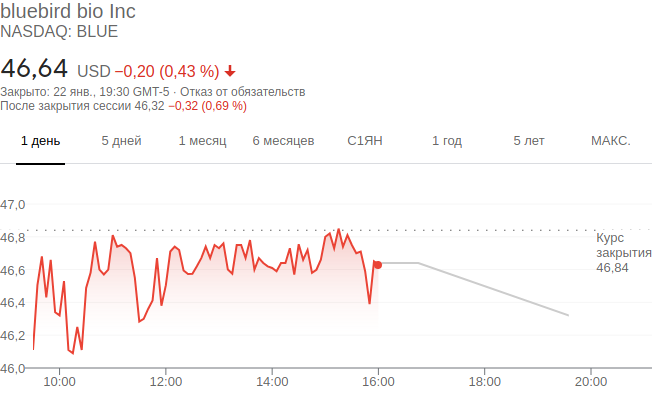 bluebird bio Inc
NASDAQ: BLUE
46,64 USD −0,20 (0,43 %)
Закрыто: 22 янв., 19:30 GMT-5 · Отказ от обязательств
После закрытия сессии 46,32 −0,32 (0,69 %)
1 день 5 дней 1 месяц 6 месяцев С1ЯН 1 год 5 лет МАКС.
47,0
46,8
46,6
46,4
46,2
46,0
Курс
закрытия
46,84
10:00 12:00 14:00 16:00 18:00 20:00